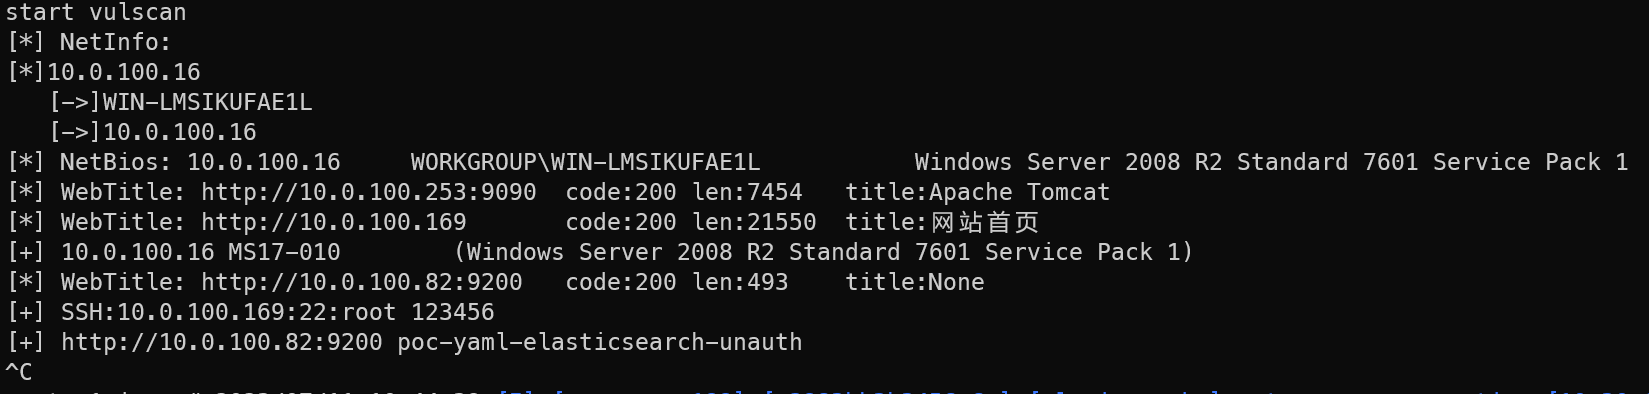 start vulscan
[*] NetInfo:
[*]10.0.100.16
   [->]WIN-LMSIKUFAE1L
   [->]10.0.100.16
[*] NetBios: 10.0.100.16     WORKGROUP\WIN-LMSIKUFAE1L           Windows Server 2008 R2 Standard 7601 Service Pack 1
[*] WebTitle: http://10.0.100.253:9090  code:200 len:7454   title:Apache Tomcat
[*] WebTitle: http://10.0.100.169       code:200 len:21550  title:网站首页
[+] 10.0.100.16 MS17-010        (Windows Server 2008 R2 Standard 7601 Service Pack 1)
[*] WebTitle: http://10.0.100.82:9200   code:200 len:493    title:None
[+] SSH:10.0.100.169:22:root 123456
[+] http://10.0.100.82:9200 poc-yaml-elasticsearch-unauth
^C